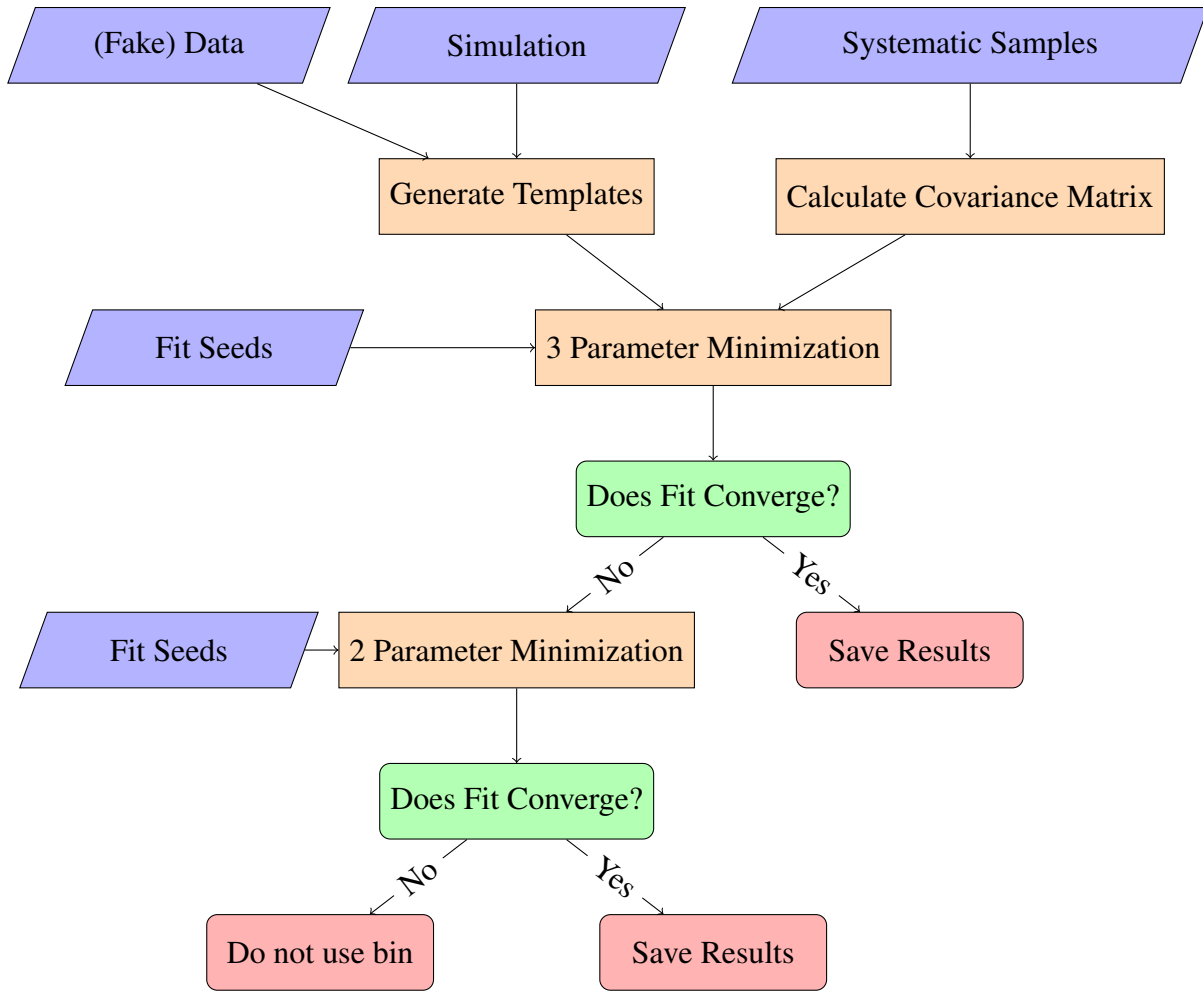 (Fake) Data
Simulation
Systematic Samples
Generate Templates
Calculate Covariance Matrix
Fit Seeds
3 Parameter Minimization
Does Fit Converge?
No
Yes
Fit Seeds
2 Parameter Minimization
Save Results
Does Fit Converge?
No
Yes
Do not use bin
Save Results